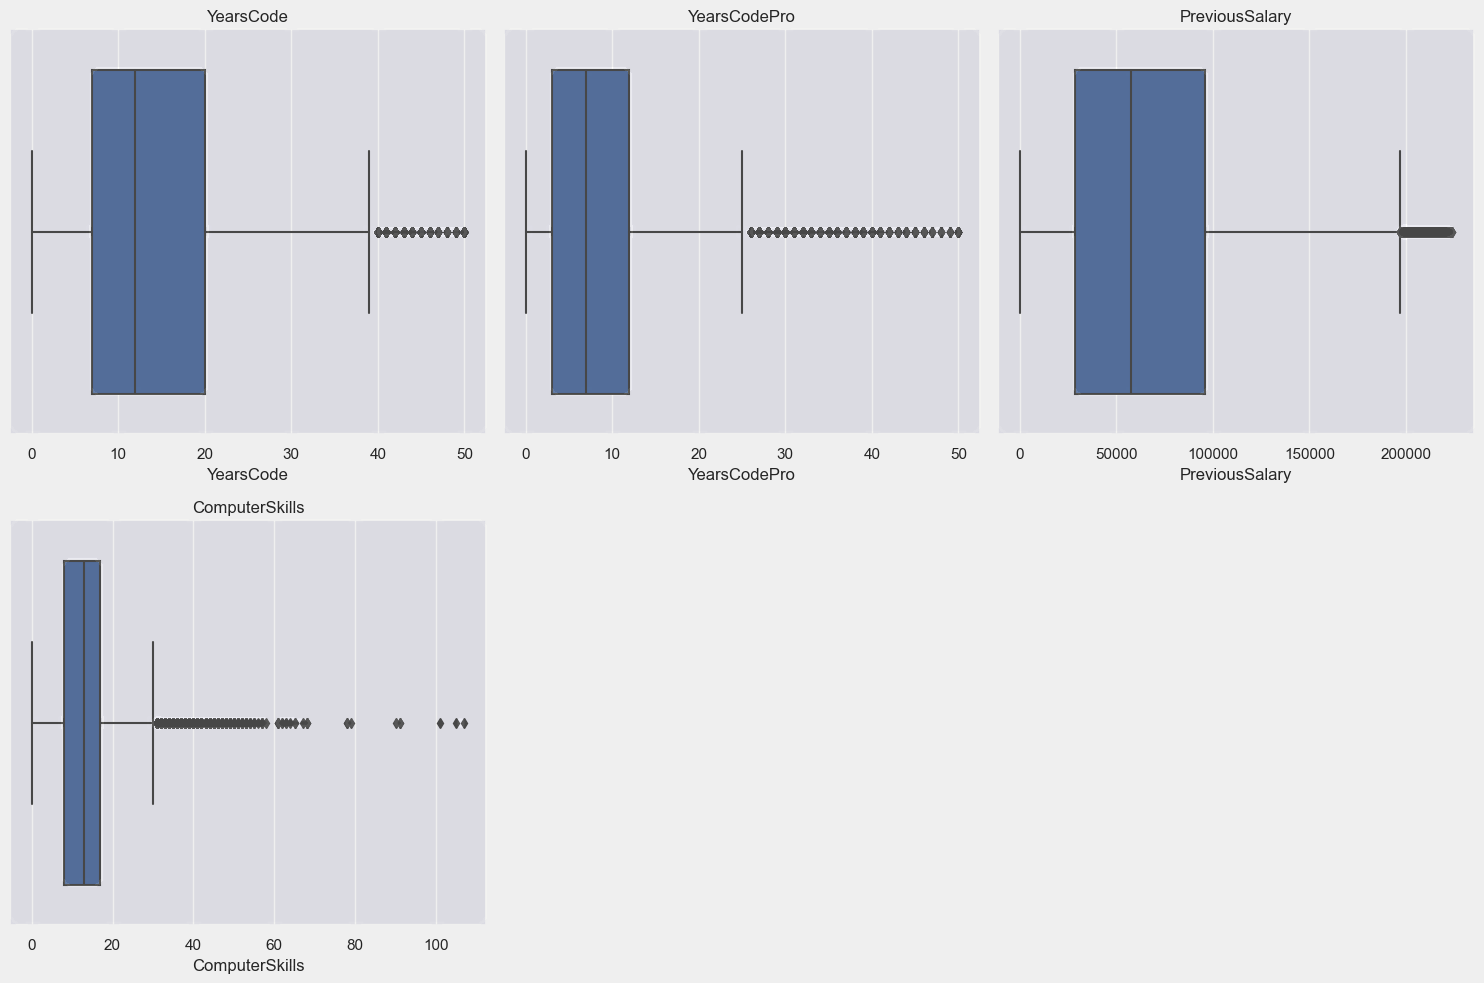 YearsCode
YearsCodePro
PreviousSalary
0 10 20 30 40 50
0 10 20 30 40 50
0 50000 100000 150000 200000
YearsCode
YearsCodePro
PreviousSalary
ComputerSkills
0 20 40 60 80 100
ComputerSkills